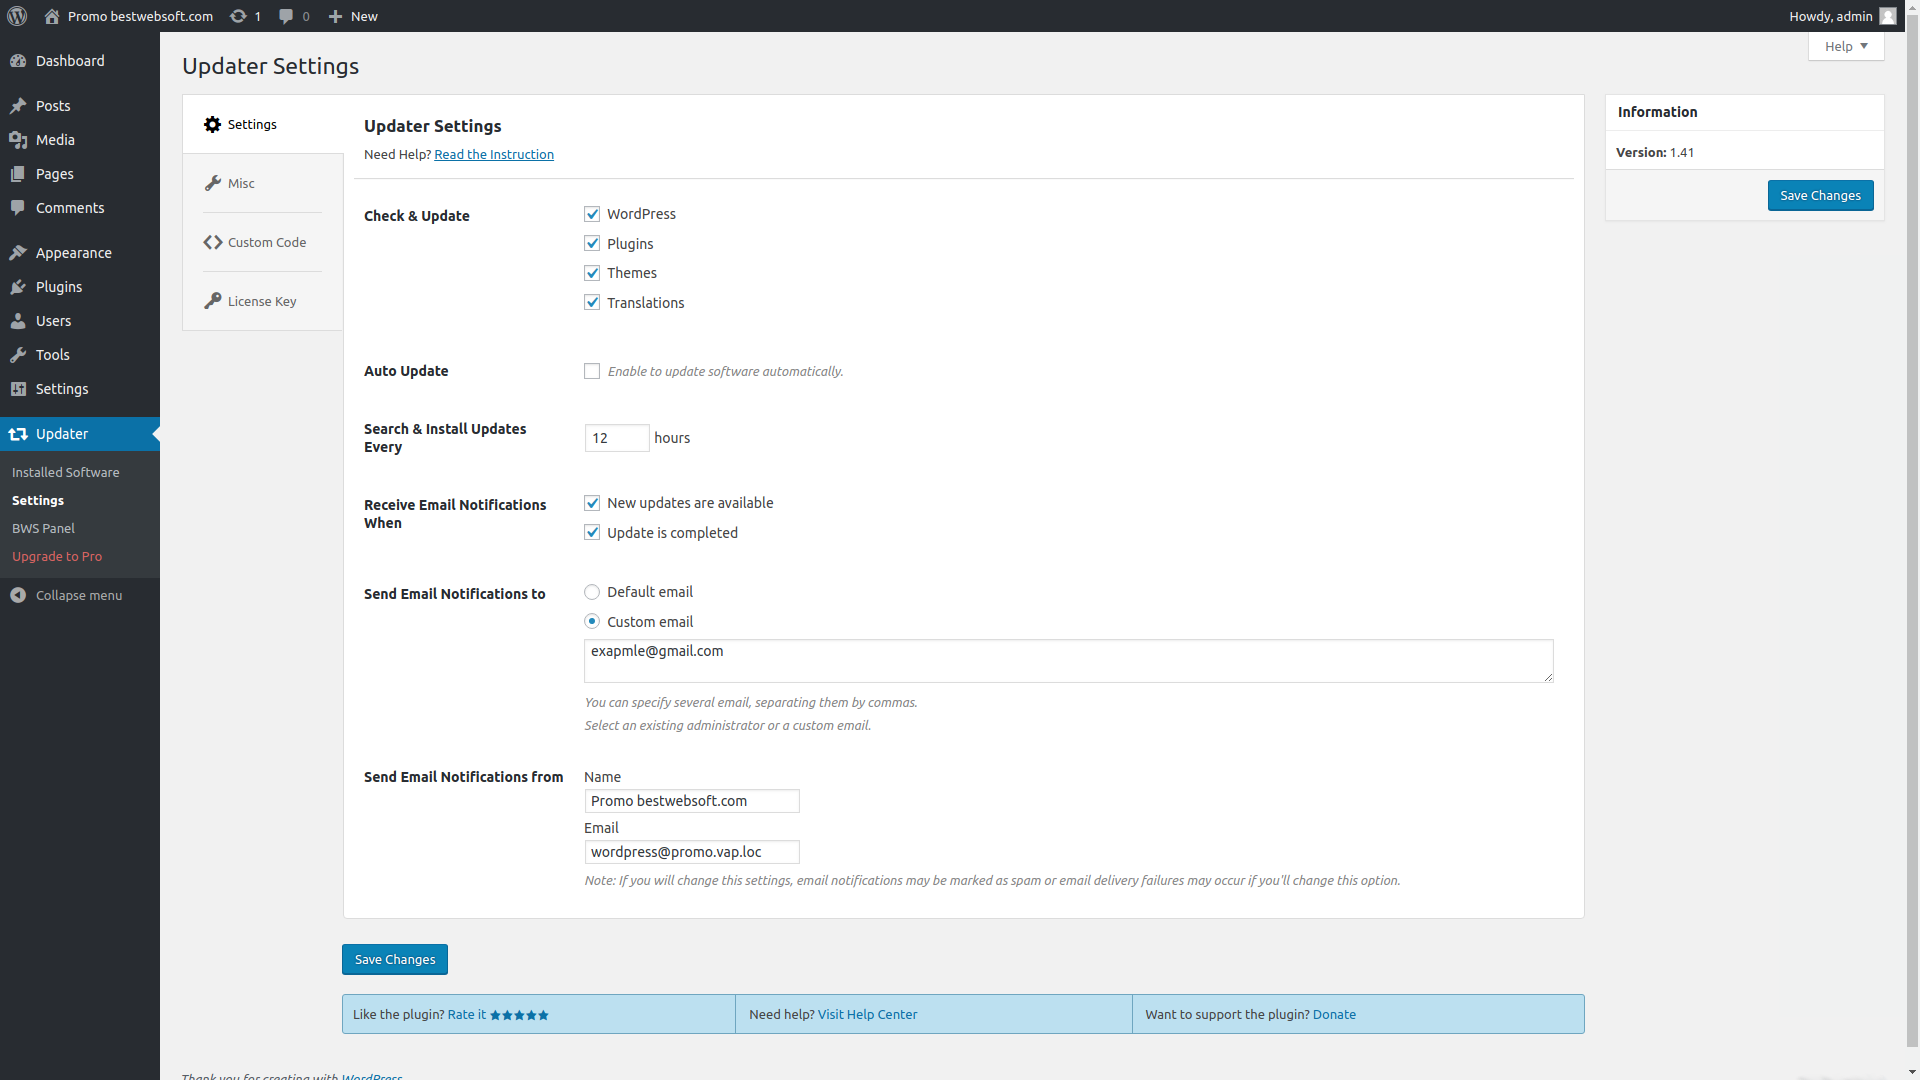 Promo bestwebsoft.com 1 0 New Howdy, admin
Help
Dashboard
Posts
Media
Pages
Comments
Appearance
Plugins
Users
Tools
Settings
Updater
Installed Software
Settings
BWS Panel
Upgrade to Pro
Collapse menu
Updater Settings
Settings
Misc
Custom Code
License Key
Updater Settings
Need Help? Read the Instruction
Check & Update
WordPress
Plugins
Themes
Translations
Auto Update
Enable to update software automatically.
Search & Install Updates
Every
12 hours
Receive Email Notifications
When
New updates are available
Update is completed
Send Email Notifications to
Default email
Custom email
exapmle@gmail.com
You can specify several email, separating them by commas.
Select an existing administrator or a custom email.
Send Email Notifications from
Name
Promo bestwebsoft.com
Email
wordpress@promo.vap.loc
Note: If you will change this settings, email notifications may be marked as spam or email delivery failures may occur if you'll change this option.
Save Changes
Like the plugin? Rate it
Need help? Visit Help Center
Want to support the plugin? Donate
Information
Version: 1.41
Save Changes
Thank you for creating with WordPress